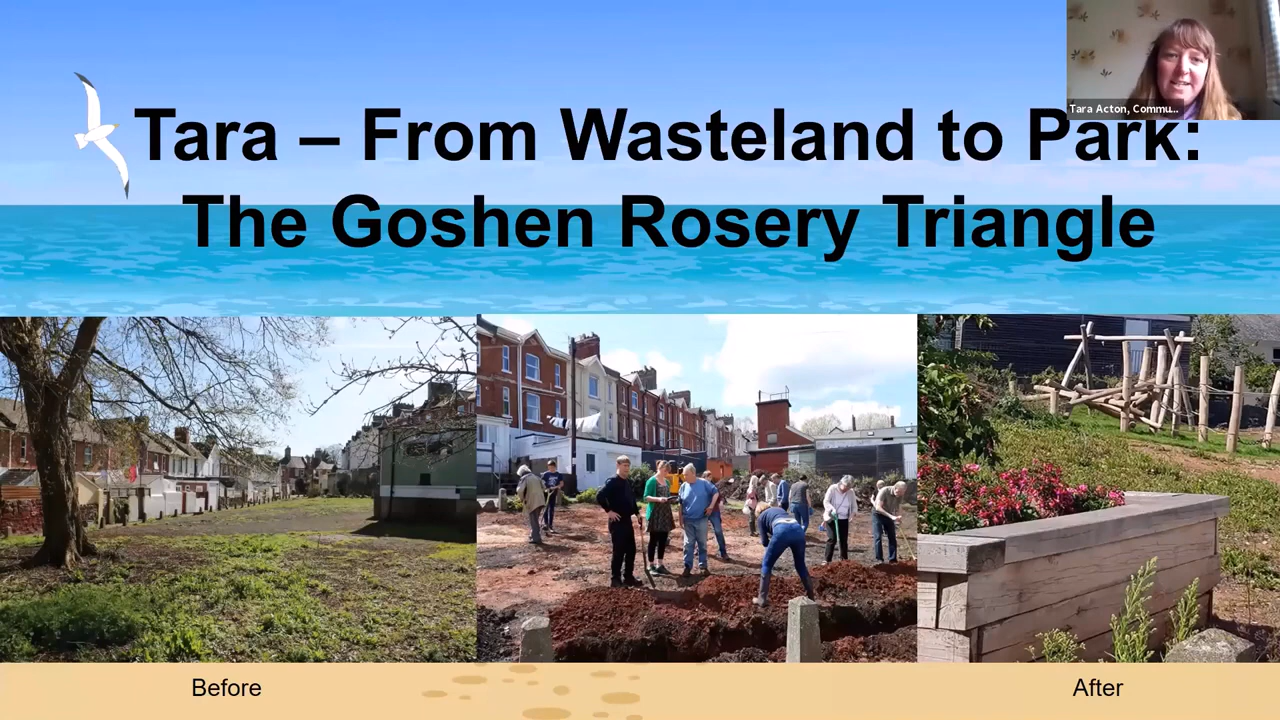 Tara – From Wasteland to Park:
The Goshen Rosery Triangle
Tara Acton, Commu...
Before
After